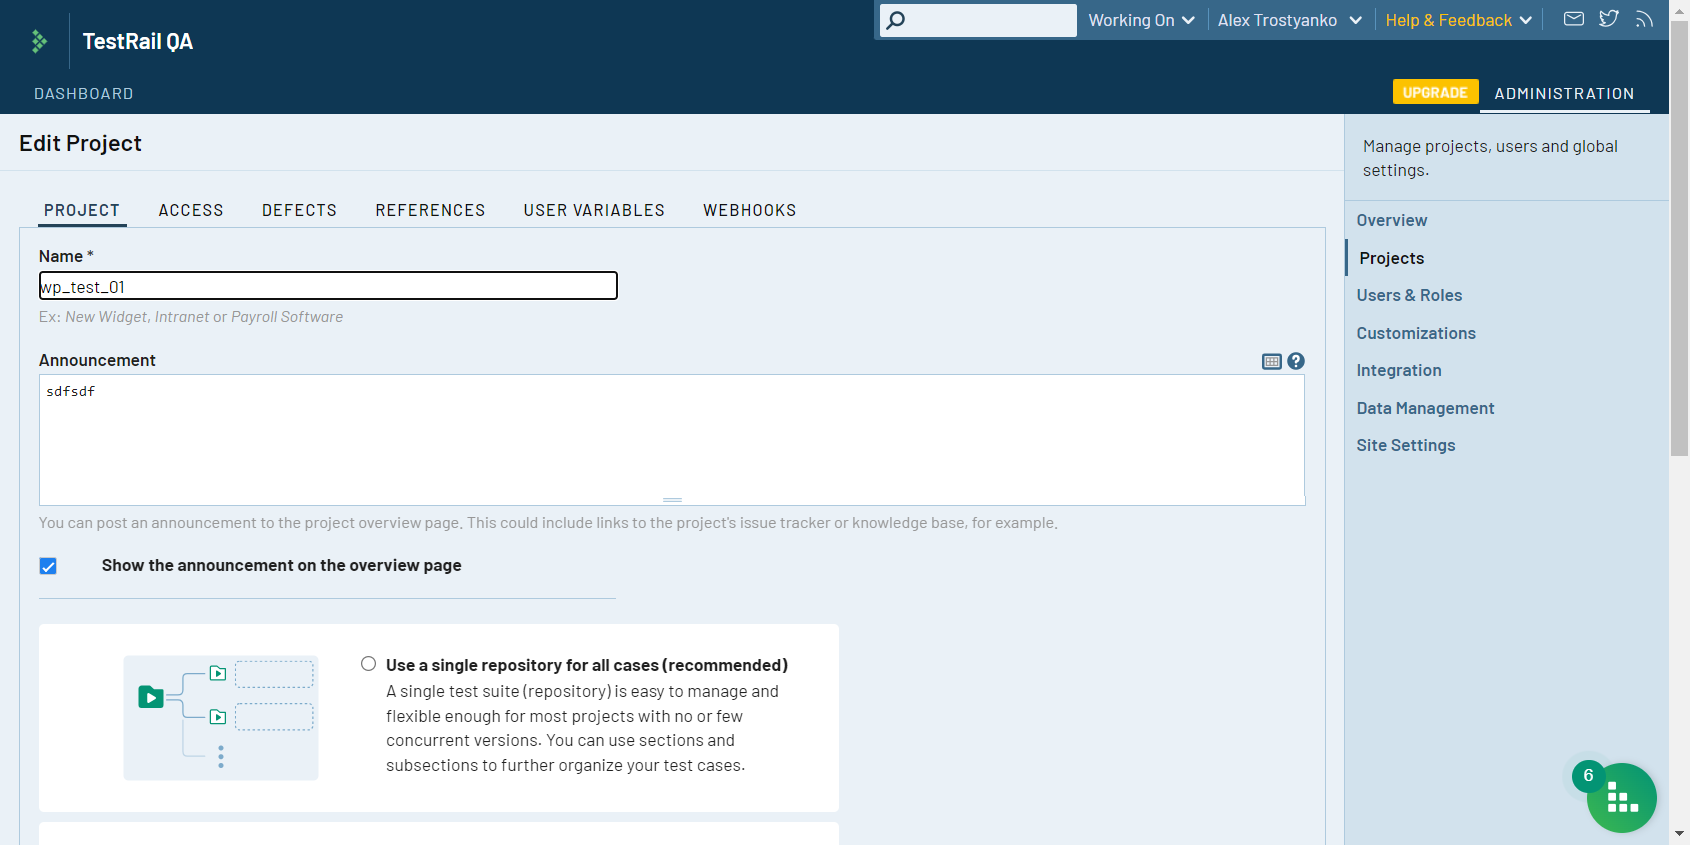 TestRail QA
Working On
Alex Trostyanko
Help & Feedback
DASHBOARD
UPGRADE
ADMINISTRATION
Edit Project
Manage projects, users and global
settings.
PROJECT
ACCESS
DEFECTS
REFERENCES
USER VARIABLES
WEBHOOKS
Overview
Projects
Users & Roles
Customizations
Integration
Data Management
Site Settings
Name *
wp_test_01
Ex: New Widget, Intranet or Payroll Software
Announcement
sdfsdf
You can post an announcement to the project overview page. This could include links to the project's issue tracker or knowledge base, for example.
Show the announcement on the overview page
Use a single repository for all cases (recommended)
A single test suite (repository) is easy to manage and
flexible enough for most projects with no or few
concurrent versions. You can use sections and
subsections to further organize your test cases.
6